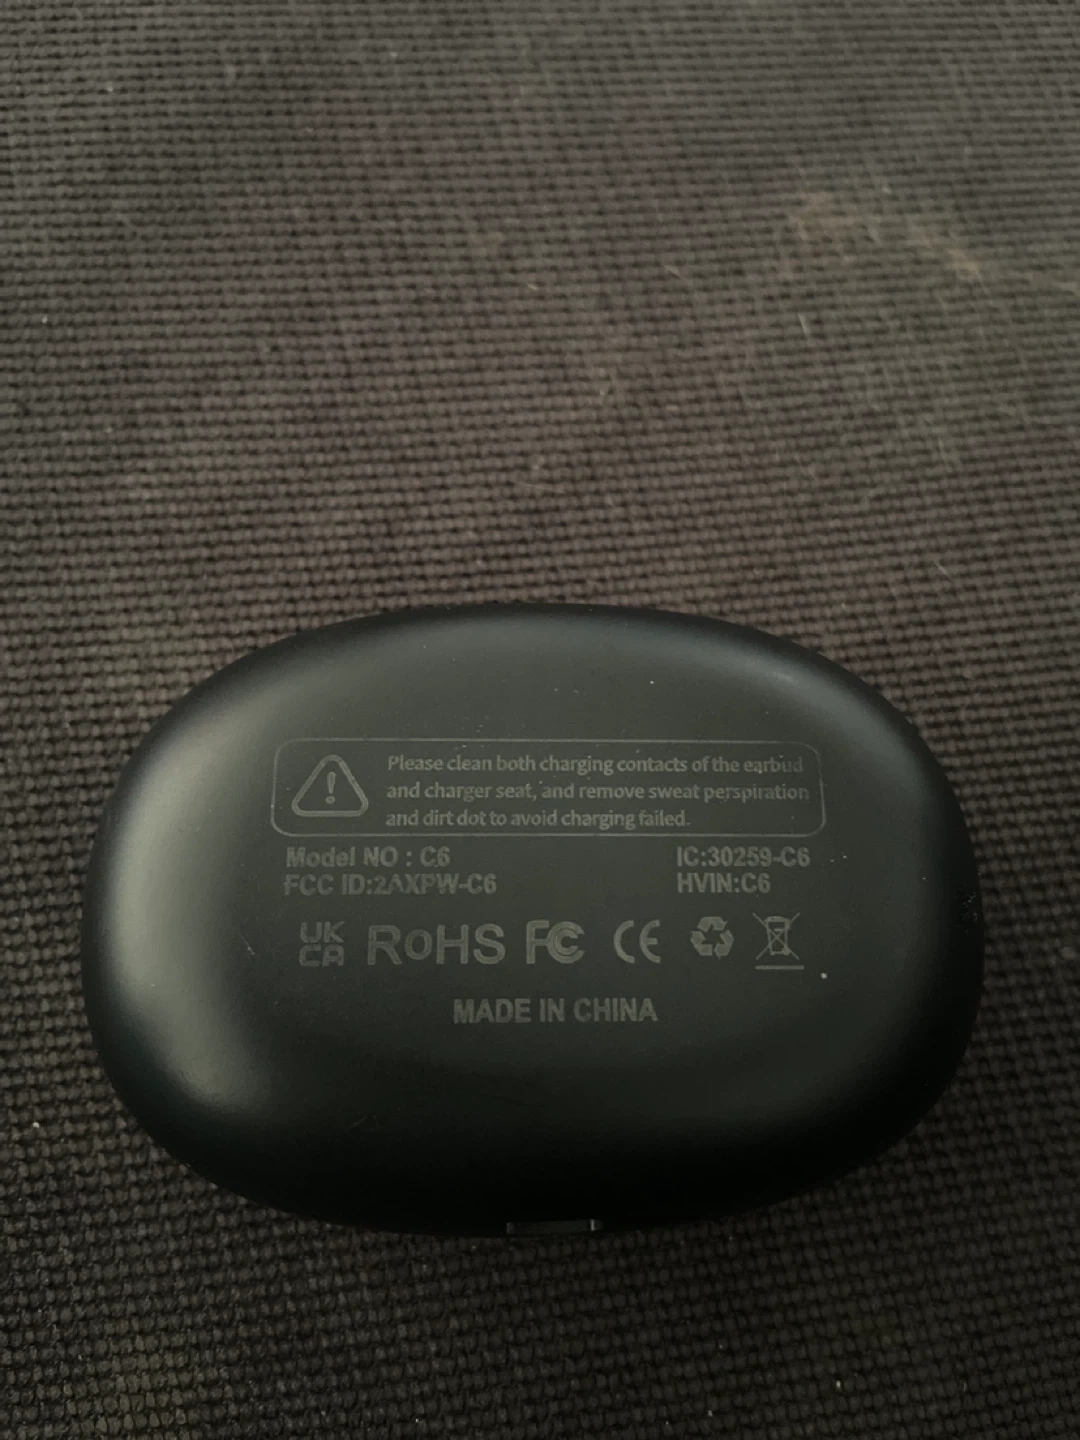 Please clean both charging contacts of the earbud
and charger seat, and remove sweat perspiration
and dirt dot to avoid charging failed.
Model NO : C6
IC:30259-C6
FCC ID:2AXPW-C6
HVIN:C6
UK
CA RoHS FC CE
MADE IN CHINA